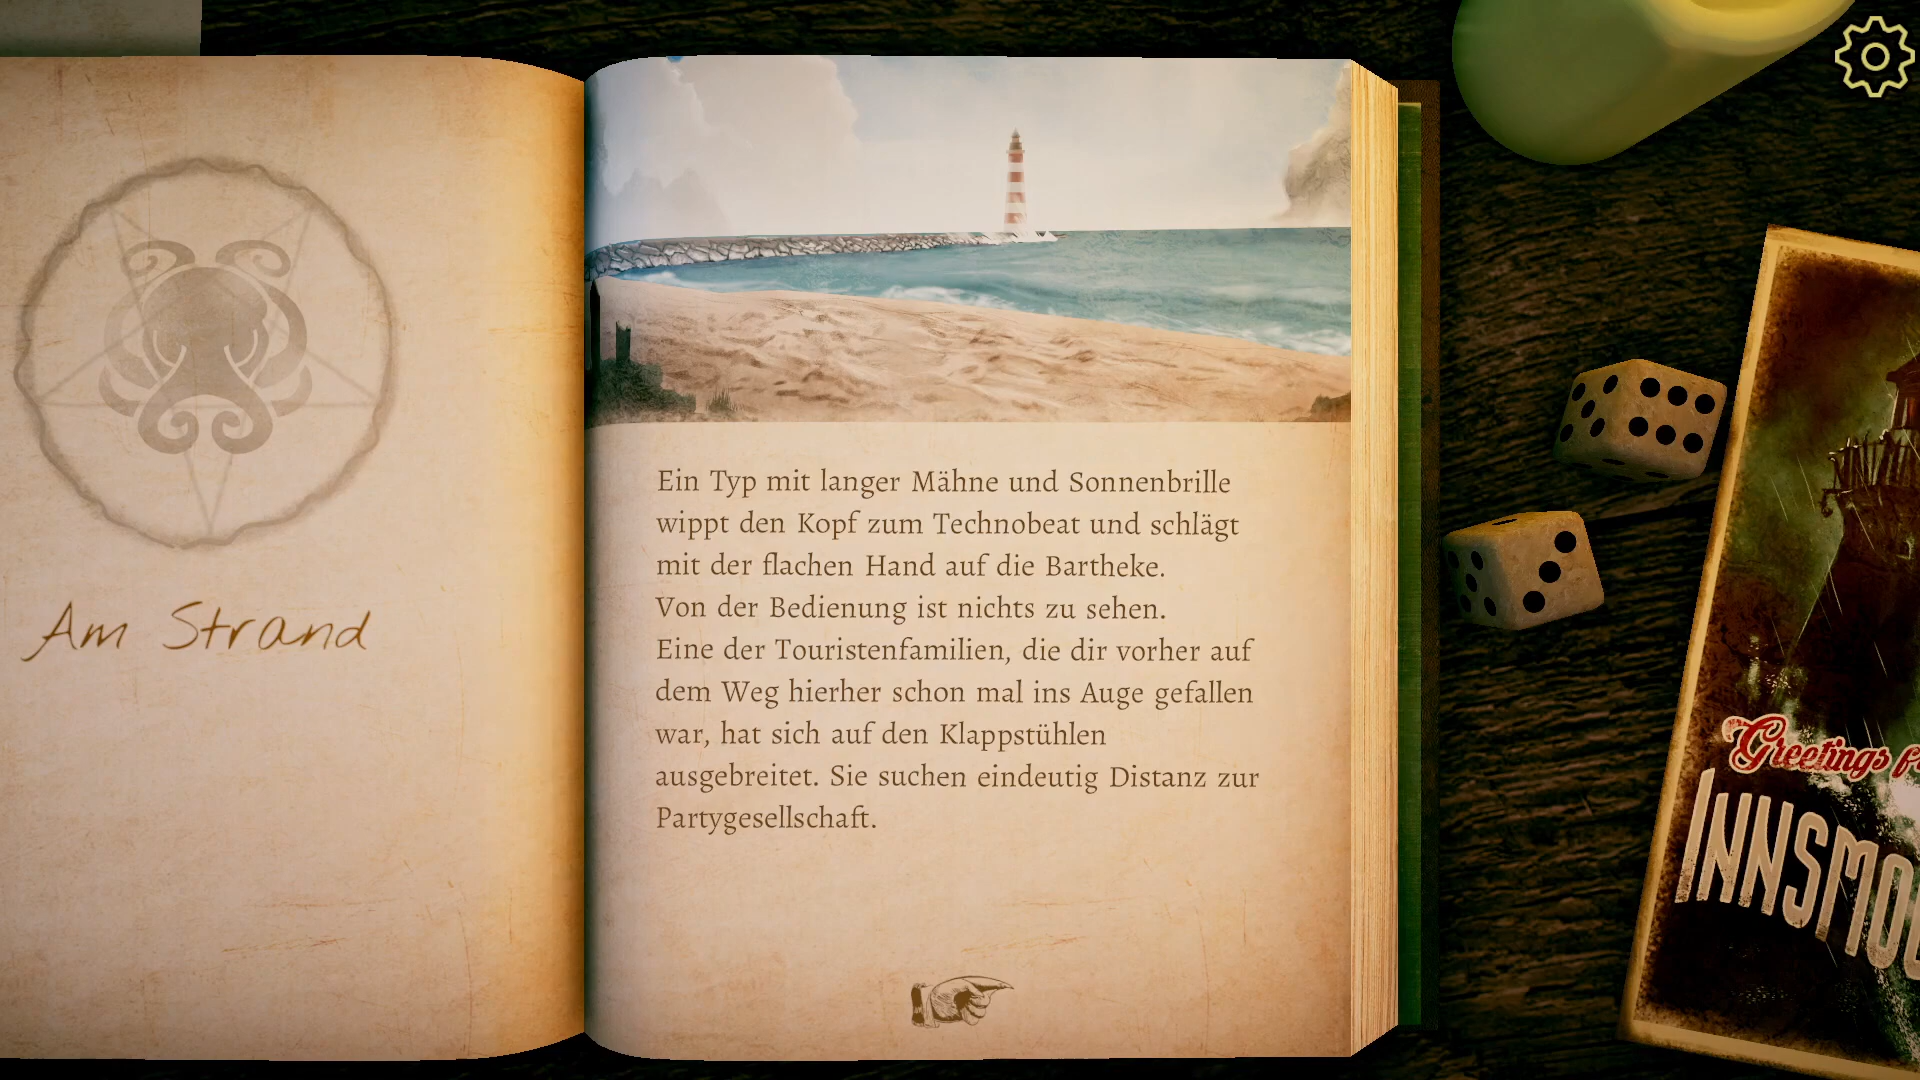 Am Strand
Ein Typ mit langer Mähne und Sonnenbrille
wippt den Kopf zum Technobeat und schlägt
mit der flachen Hand auf die Bartheke.
Von der Bedienung ist nichts zu sehen.
Eine der Touristenfamilien, die dir vorher auf
dem Weg hierher schon mal ins Auge gefallen
war, hat sich auf den Klappstühlen
ausgebreitet. Sie suchen eindeutig Distanz zur
Partygesellschaft.
Greetings